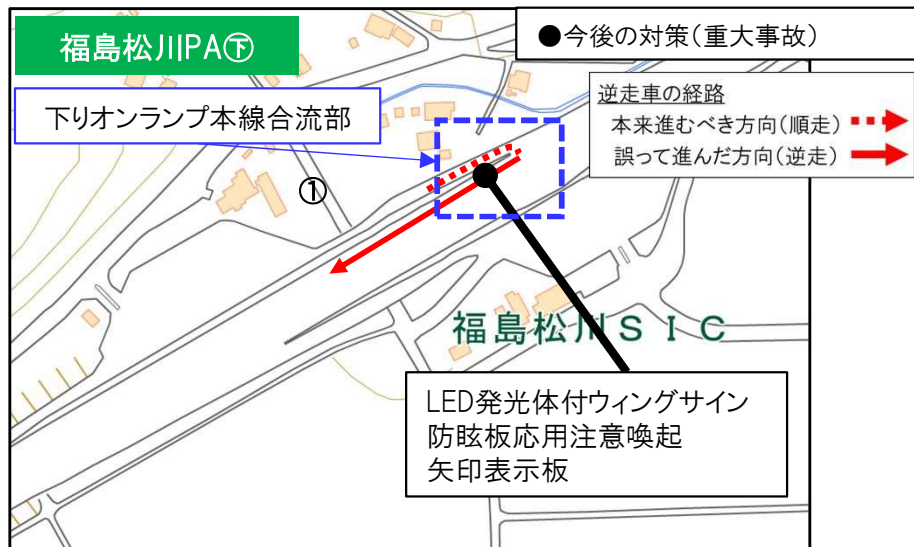 福島松川PA㊦
●今後の対策(重大事故)
逆走車の経路
本来進むべき方向(順走)
誤って進んだ方向(逆走)
下りオンランプ本線合流部
①
福島松川SIC
LED発光体付ウィングサイン
防眩板応用注意喚起
矢印表示板